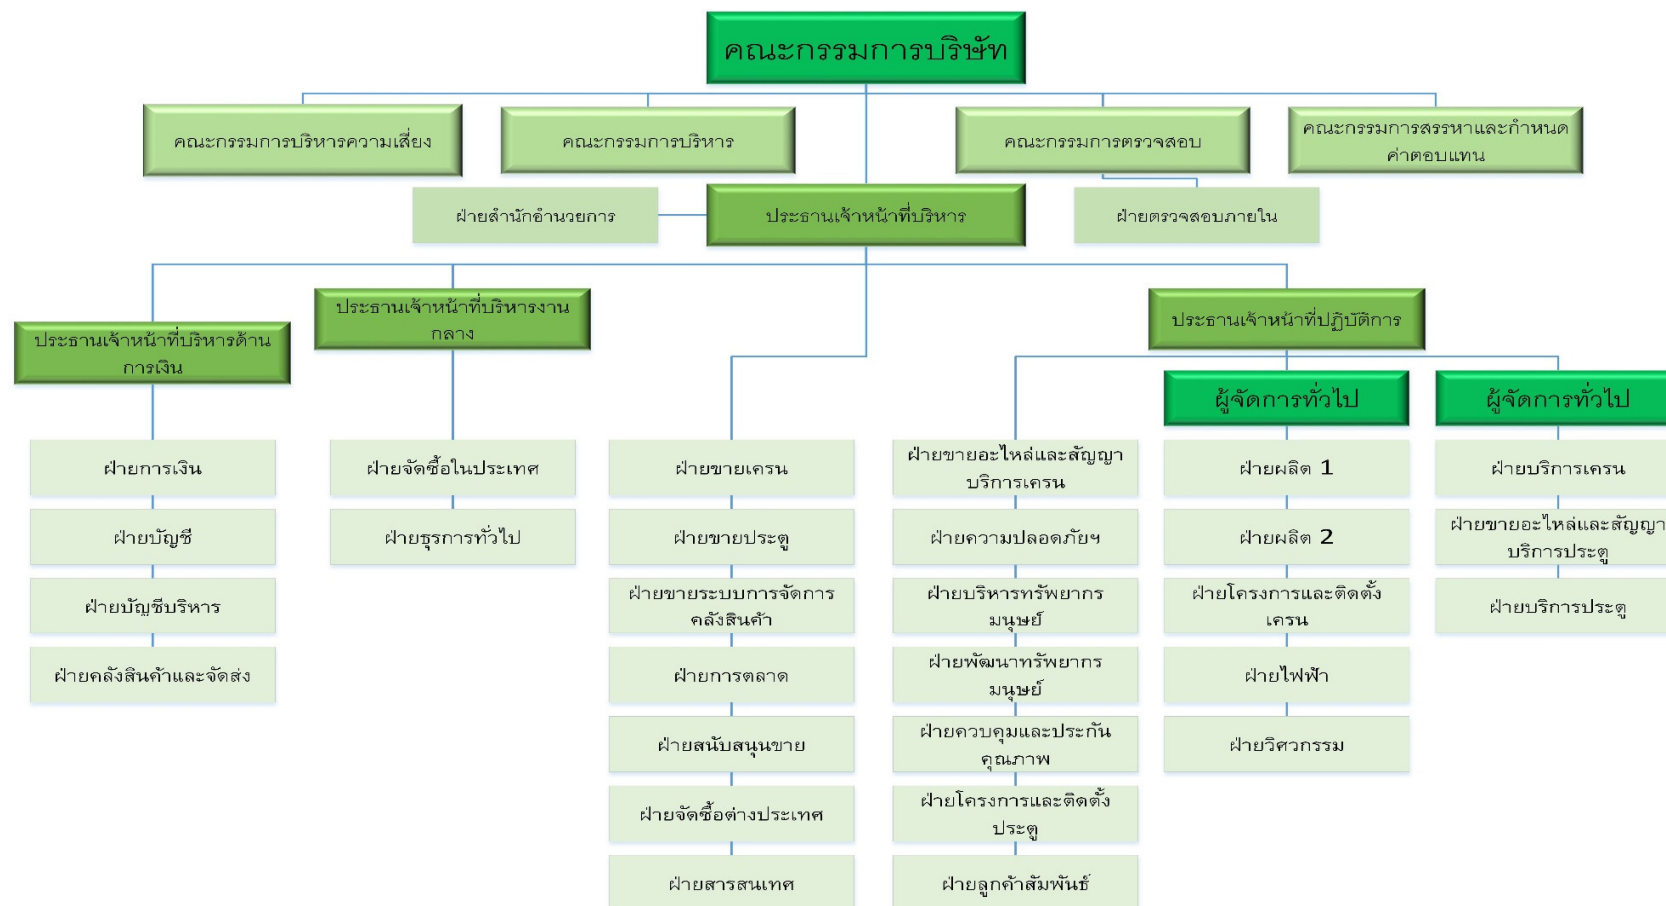 คณะกรรมการบริษัท
คณะกรรมการบริหารความเสี่ยง
คณะกรรมการบริหาร
คณะกรรมการตรวจสอบ
คณะกรรมการสรรหาและกำหนด
ค่าตอบแทน
ฝ่ายสำนักอำนวยการ
ประธานเจ้าหน้าที่บริหาร
ฝ่ายตรวจสอบภายใน
ประธานเจ้าหน้าที่บริหารด้าน
การเงิน
ประธานเจ้าหน้าที่บริหารงาน
กลาง
ประธานเจ้าหน้าที่ปฏิบัติการ
ผู้จัดการทั่วไป
ผู้จัดการทั่วไป
ฝ่ายการเงิน
ฝ่ายบัญชี
ฝ่ายบัญชีบริหาร
ฝ่ายคลังสินค้าและจัดส่ง
ฝ่ายจัดซื้อในประเทศ
ฝ่ายธุรการทั่วไป
ฝ่ายขายเครน
ฝ่ายขายประตู
ฝ่ายขายระบบการจัดการ
คลังสินค้า
ฝ่ายการตลาด
ฝ่ายสนับสนุนขาย
ฝ่ายจัดซื้อต่างประเทศ
ฝ่ายสารสนเทศ
ฝ่ายขายอะไหล่และสัญญา
บริการเครน
ฝ่ายความปลอดภัยฯ
ฝ่ายบริหารทรัพยากร
มนุษย์
ฝ่ายพัฒนาทรัพยากร
มนุษย์
ฝ่ายควบคุมและประกัน
คุณภาพ
ฝ่ายโครงการและติดตั้ง
ประตู
ฝ่ายลูกค้าสัมพันธ์
ฝ่ายผลิต 1
ฝ่ายผลิต 2
ฝ่ายโครงการและติดตั้ง
เครน
ฝ่ายไฟฟ้า
ฝ่ายวิศวกรรม
ฝ่ายบริการเครน
ฝ่ายขายอะไหล่และสัญญา
บริการประตู
ฝ่ายบริการประตู